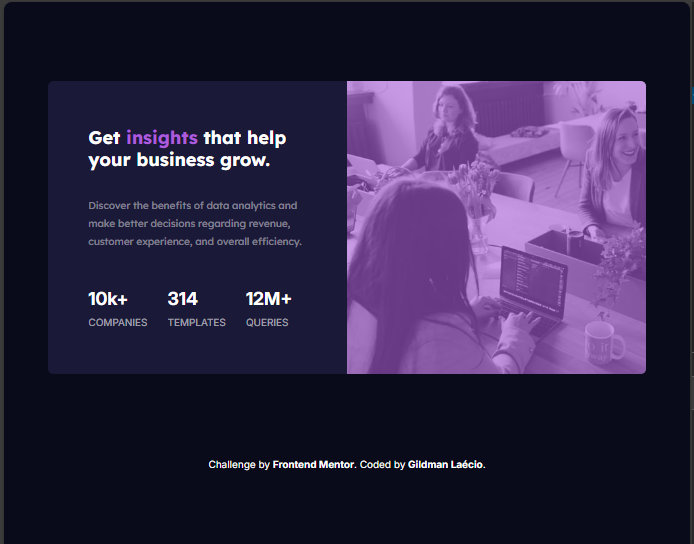 Get insights that help
your business grow.
Discover the benefits of data analytics and
make better decisions regarding revenue,
customer experience, and overall efficiency.
10k+ 314 12M+
COMPANIES TEMPLATES QUERIES
Challenge by Frontend Mentor. Coded by Gildman Laécio.